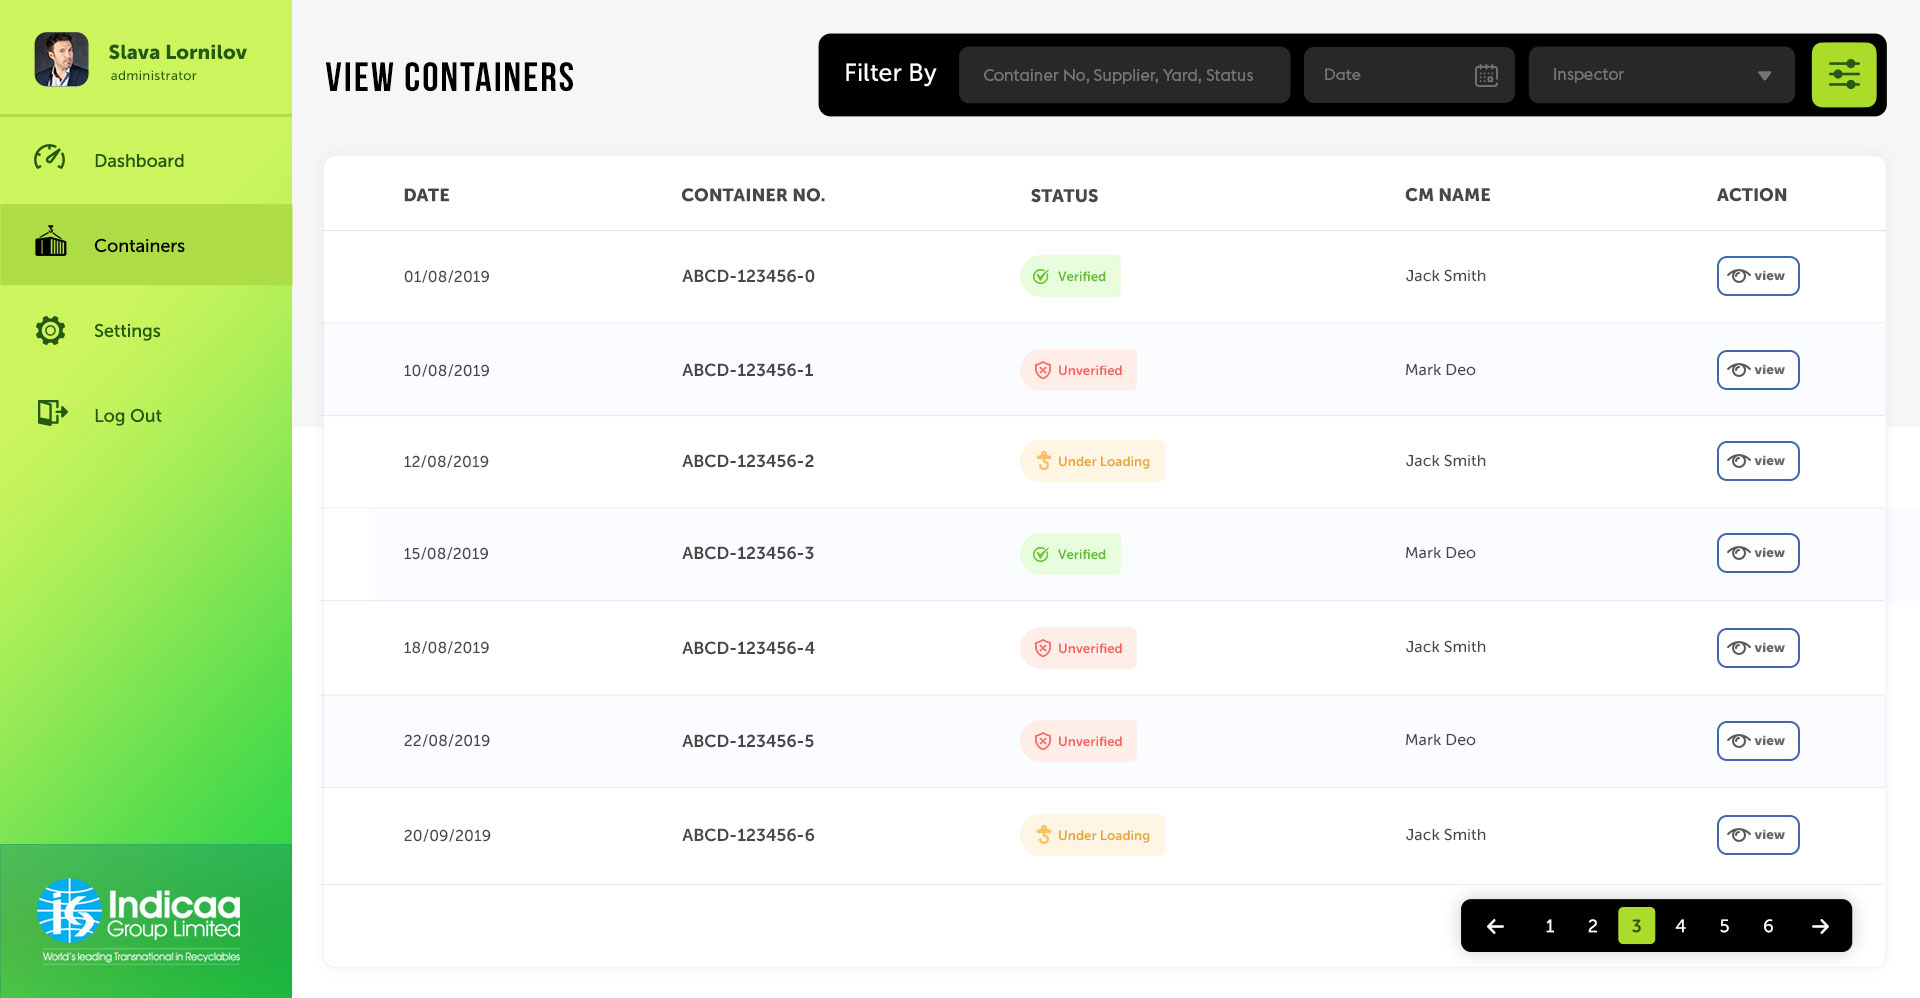 Slava Lornilov
administrator
Dashboard
Containers
Settings
Log Out
Indicaa
Group Limited
World's leading Transnational in Recyclables
VIEW CONTAINERS
Filter By Container No, Supplier, Yard, Status Date Inspector
DATE CONTAINER NO. STATUS CM NAME ACTION
01/08/2019 ABCD-123456-0 Verified Jack Smith view
10/08/2019 ABCD-123456-1 Unverified Mark Deo view
12/08/2019 ABCD-123456-2 Under Loading Jack Smith view
15/08/2019 ABCD-123456-3 Verified Mark Deo view
18/08/2019 ABCD-123456-4 Unverified Jack Smith view
22/08/2019 ABCD-123456-5 Unverified Mark Deo view
20/09/2019 ABCD-123456-6 Under Loading Jack Smith view
1 2 3 4 5 6